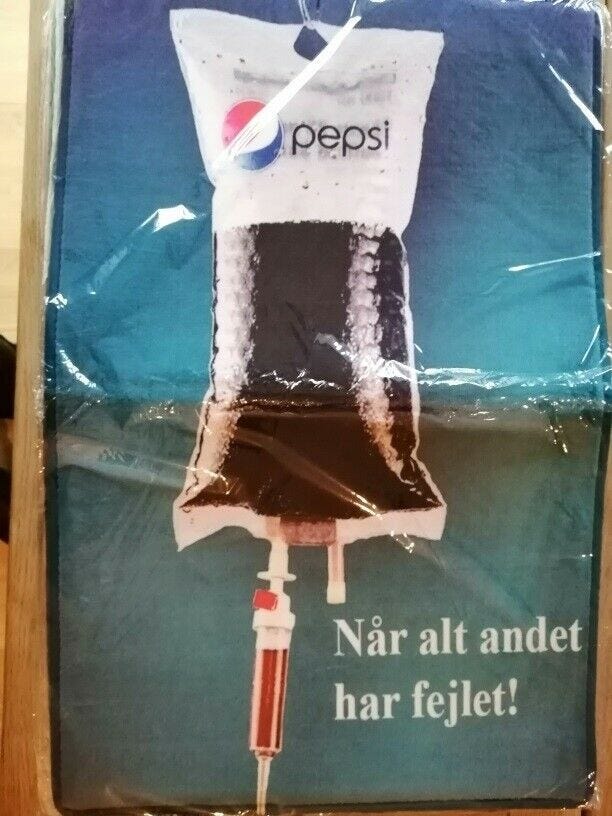 pepsi
Når alt andet
har fejlet!